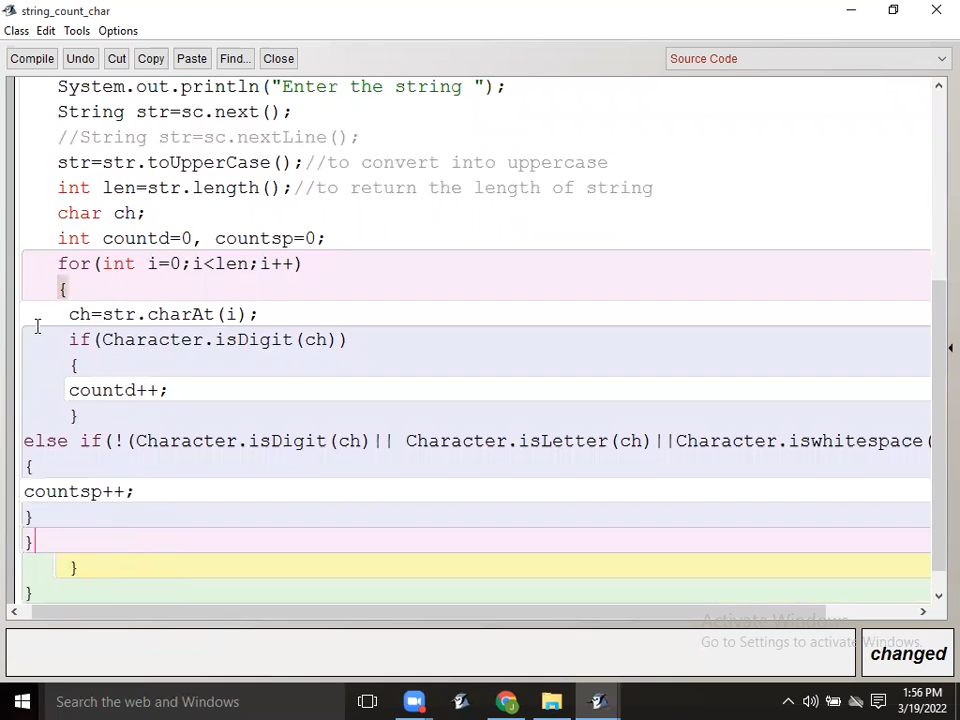 string_count_char
Class Edit Tools Options
Compile Undo Cut Copy Paste Find... Close Source Code
System.out.println("Enter the string ");
String str=sc.next();
//String str=sc.nextLine();
str=str.toUpperCase();//to convert into uppercase
int len=str.length();//to return the length of string
char ch;
int countd=0, countsp=0;
for(int i=0;i<len;i++)
{
ch=str.charAt(i);
if(Character.isDigit(ch))
{
countd++;
}
else if(!(Character.isDigit(ch)|| Character.isLetter(ch)||Character.iswhitespace(
{
countsp++;
}
}
}
}
Activate Windows
Go to Settings to activate Windows.
changed
Search the web and Windows
1:56 PM
3/19/2022